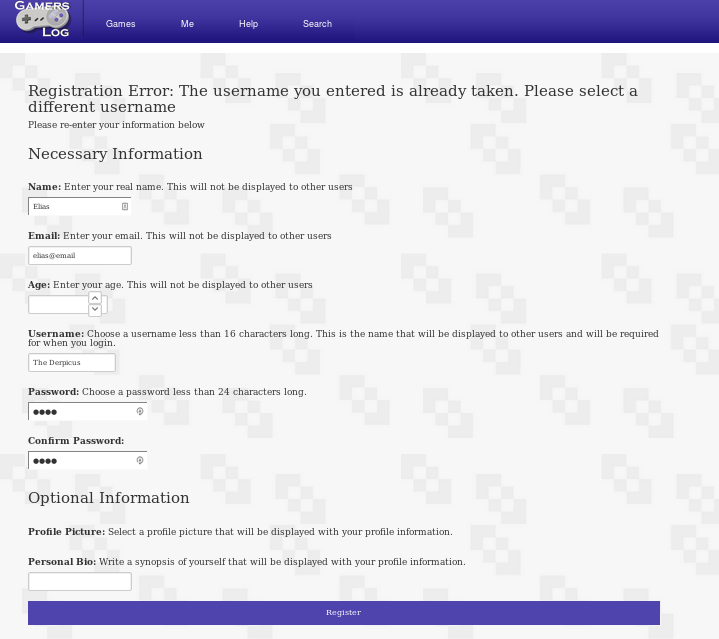 GAMERS
LOG
Games Me Help Search
Registration Error: The username you entered is already taken. Please select a
different username
Please re-enter your information below
Necessary Information
Name: Enter your real name. This will not be displayed to other users
Elias
Email: Enter your email. This will not be displayed to other users
elias@email
Age: Enter your age. This will not be displayed to other users
Username: Choose a username less than 16 characters long. This is the name that will be displayed to other users and will be required
for when you login.
The Derpicus
Password: Choose a password less than 24 characters long.
●●●●
Confirm Password:
●●●●
Optional Information
Profile Picture: Select a profile picture that will be displayed with your profile information.
Personal Bio: Write a synopsis of yourself that will be displayed with your profile information.
Register